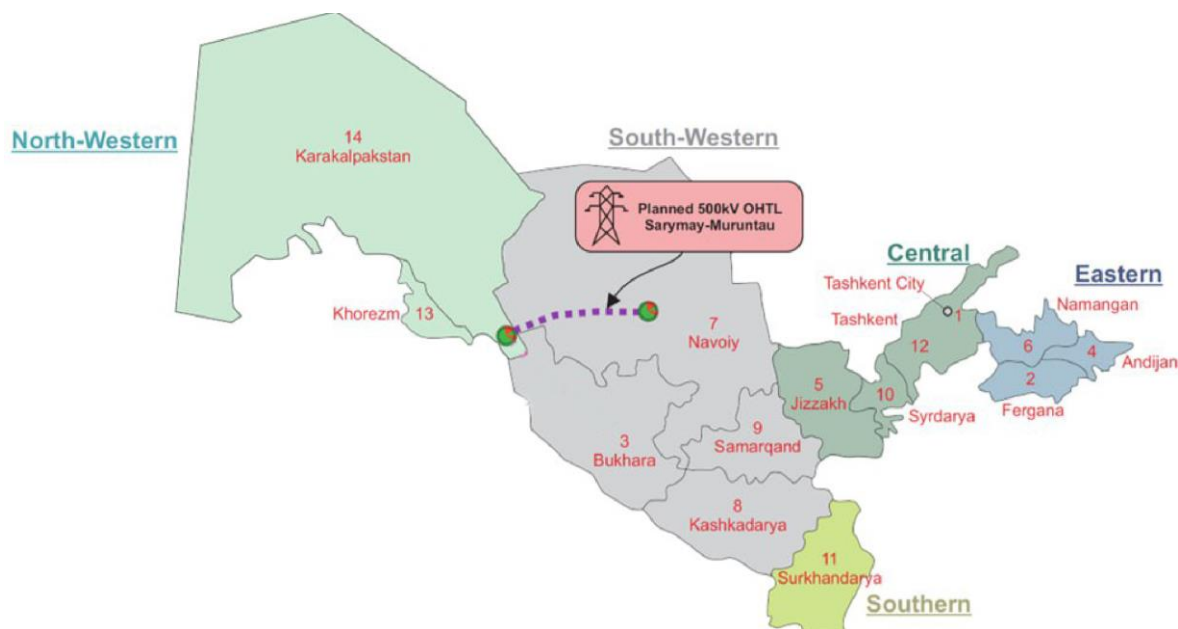 North-Western
14
Karakalpakstan
South-Western
Planned 500kV OHTL
Sarymay-Muruntau
Khorezm
13
7
Navoiy
Central
Tashkent City
1
Tashkent
12
Eastern
Namangan
6
4
Andijan
2
Fergana
5
Jizzakh
10
Syrdarya
9
Samarqand
3
Bukhara
8
Kashkadarya
11
Surkhandarya
Southern